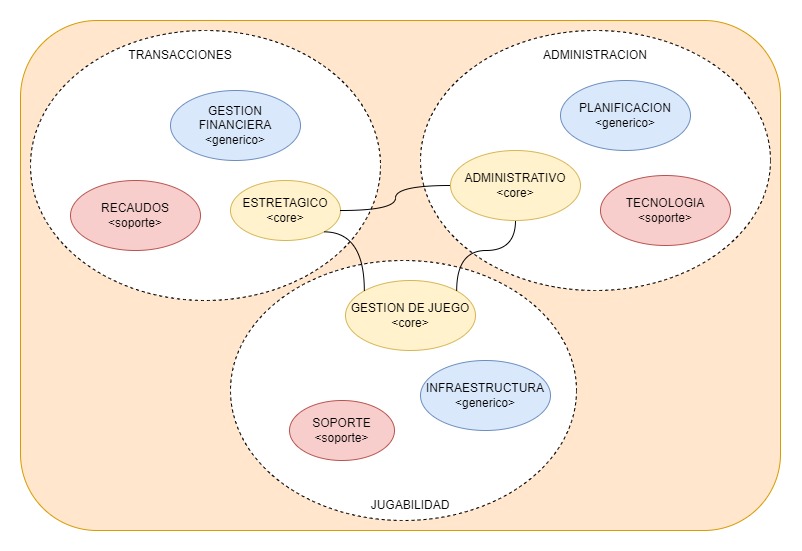 TRANSACCIONES
GESTION
FINANCIERA
<generico>
RECAUDOS
<soporte>
ESTRETAGICO
<core>
ADMINISTRACION
PLANIFICACION
<generico>
ADMINISTRATIVO
<core>
TECNOLOGIA
<soporte>
GESTION DE JUEGO
<core>
INFRAESTRUCTURA
<generico>
SOPORTE
<soporte>
JUGABILIDAD